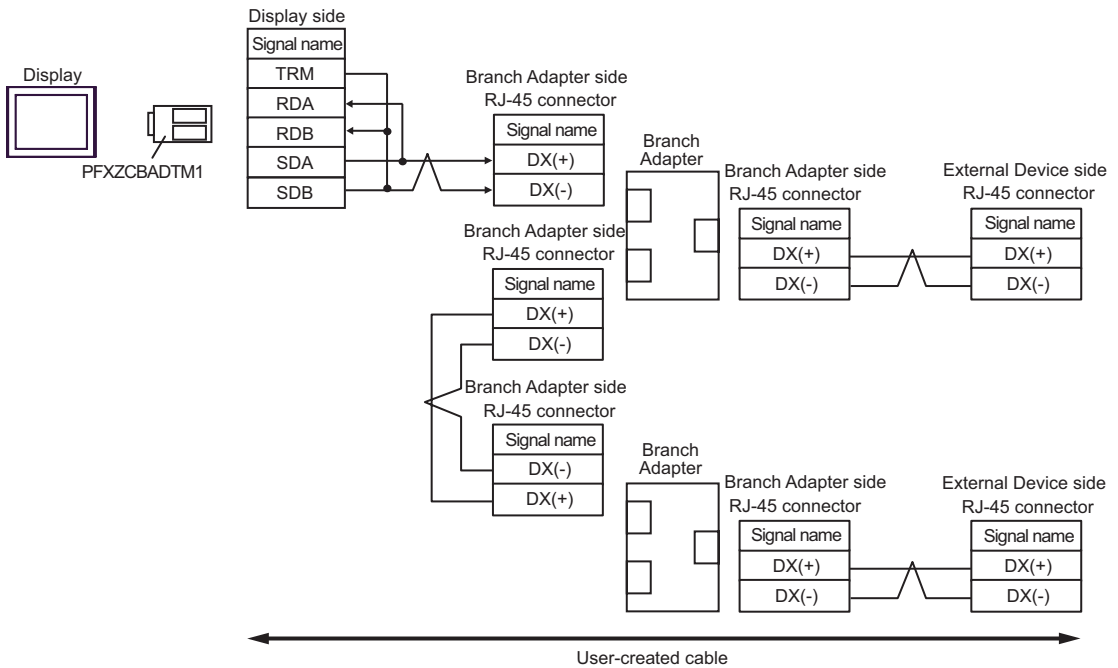 Display side
Signal name
TRM
RDA
RDB
SDA
SDB
Display
PFXZCBADTM1
Branch Adapter side
RJ-45 connector
Signal name
DX(+)
DX(-)
Branch
Adapter
Branch Adapter side
RJ-45 connector
Signal name
DX(+)
DX(-)
External Device side
RJ-45 connector
Signal name
DX(+)
DX(-)
Branch Adapter side
RJ-45 connector
Signal name
DX(+)
DX(-)
Branch Adapter side
RJ-45 connector
Signal name
DX(-)
DX(+)
Branch
Adapter
Branch Adapter side
RJ-45 connector
Signal name
DX(+)
DX(-)
External Device side
RJ-45 connector
Signal name
DX(+)
DX(-)
User-created cable